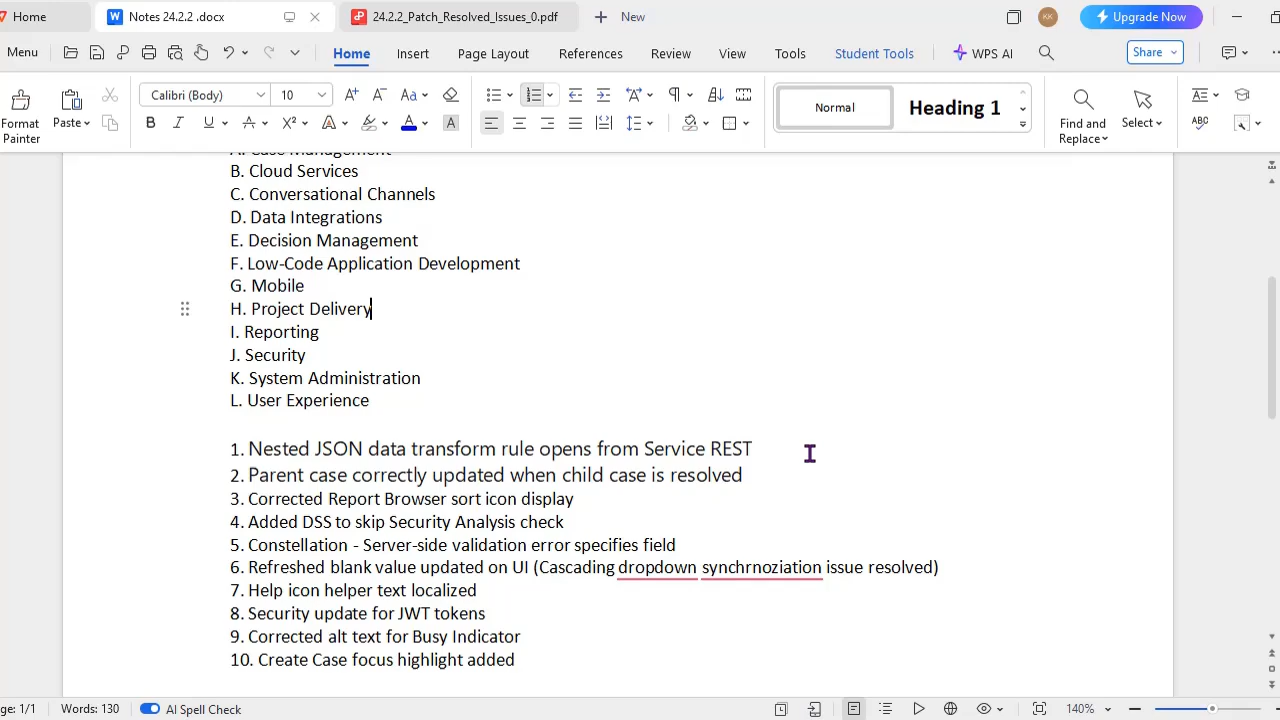 Home
Notes 24.2.2 .docx
24.2.2_Patch_Resolved_Issues_0.pdf
New
KK
Upgrade Now
Menu
Home
Insert
Page Layout
References
Review
View
Tools
Student Tools
WPS AI
Share
Format Painter
Paste
Calibri (Body)
10
Normal
Heading 1
Find and Replace
Select
A. Case Management
B. Cloud Services
C. Conversational Channels
D. Data Integrations
E. Decision Management
F. Low-Code Application Development
G. Mobile
H. Project Delivery
I. Reporting
J. Security
K. System Administration
L. User Experience
1. Nested JSON data transform rule opens from Service REST
2. Parent case correctly updated when child case is resolved
3. Corrected Report Browser sort icon display
4. Added DSS to skip Security Analysis check
5. Constellation - Server-side validation error specifies field
6. Refreshed blank value updated on UI (Cascading dropdown synchrnoziation issue resolved)
7. Help icon helper text localized
8. Security update for JWT tokens
9. Corrected alt text for Busy Indicator
10. Create Case focus highlight added
ge: 1/1
Words: 130
AI Spell Check
140%